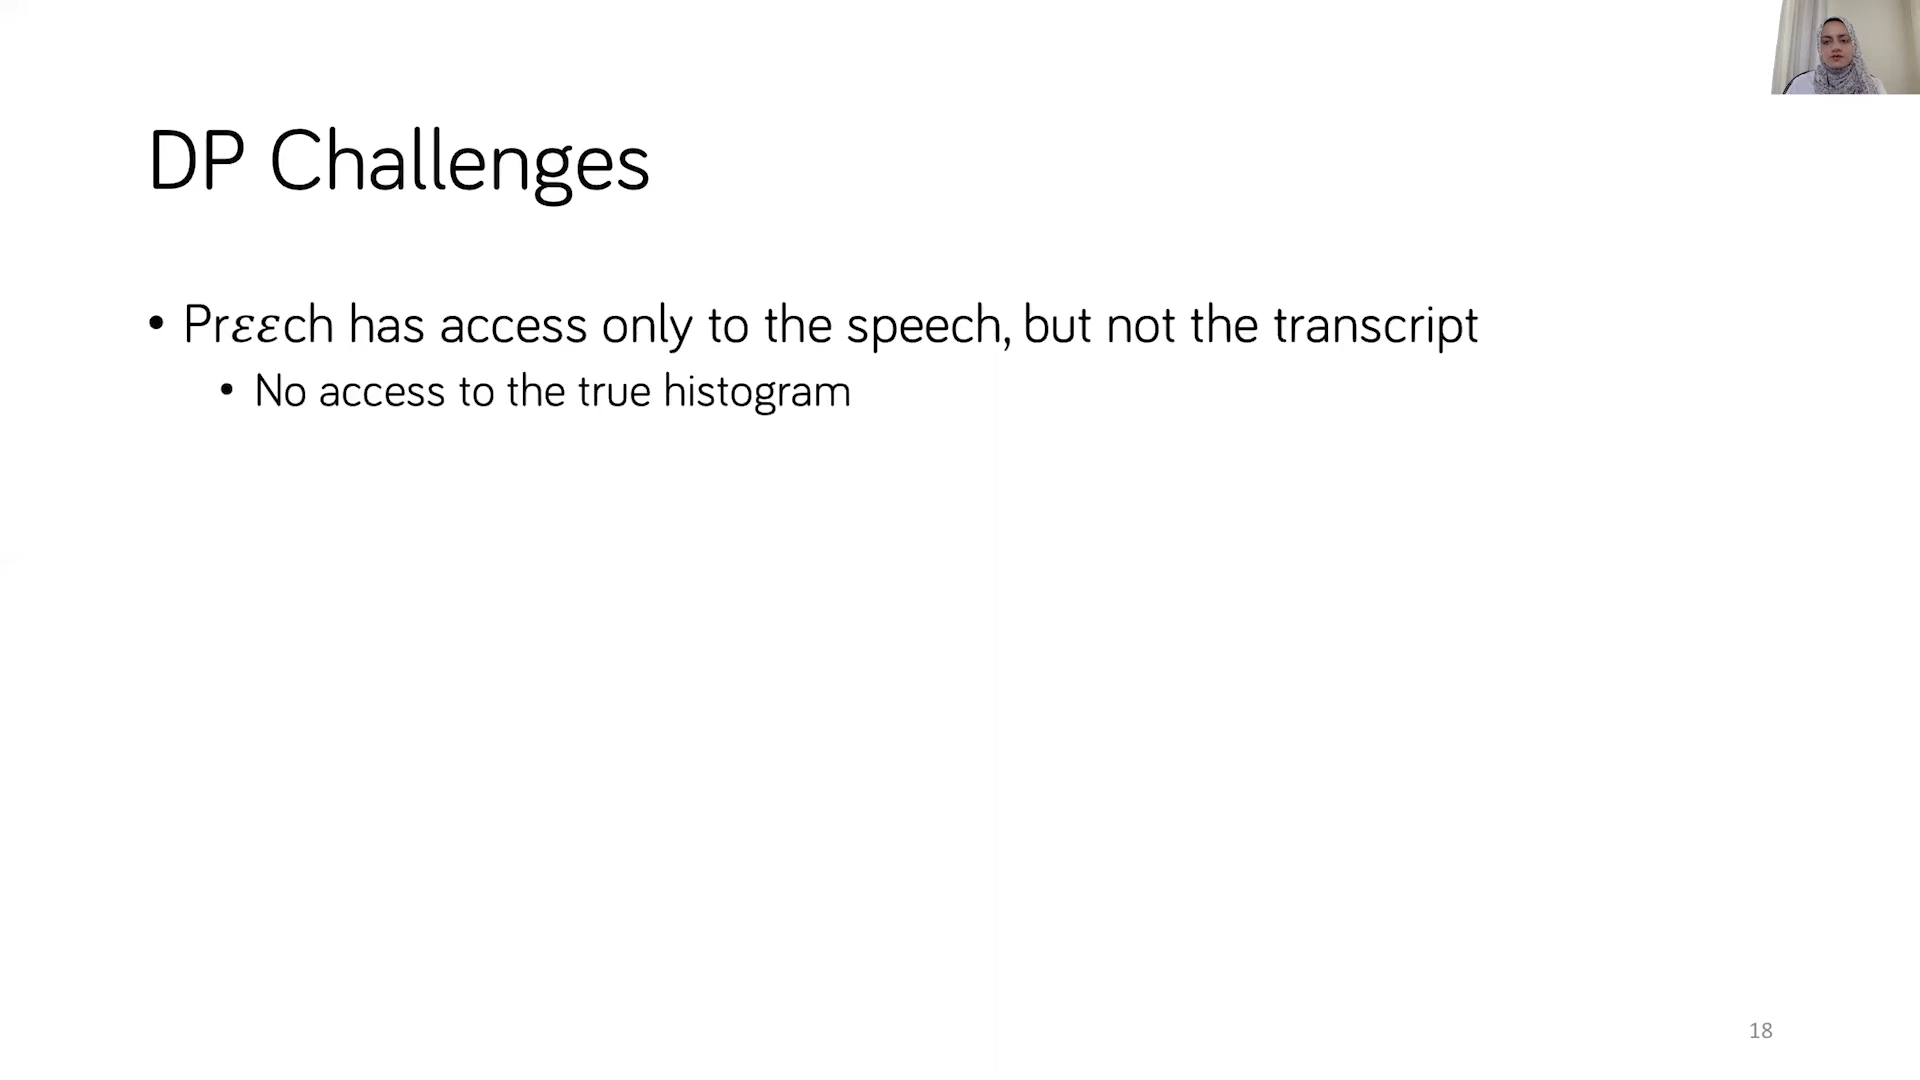 DP Challenges
• Pr𝜀𝜀ch has access only to the speech, but not the transcript
• No access to the true histogram
18